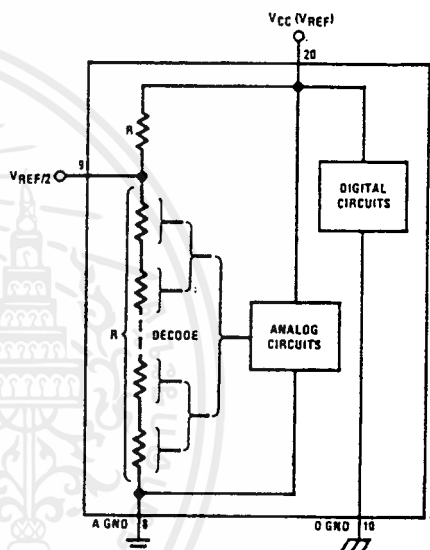 VCC (VREF)
20
R
9
VREF/2
DIGITAL
CIRCUITS
R
DECODE
ANALOG
CIRCUITS
A GND 8
D GND 10